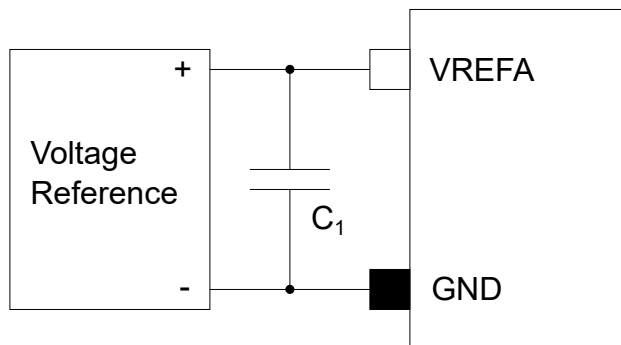 +
VREFA
Voltage
Reference
C₁
-
GND